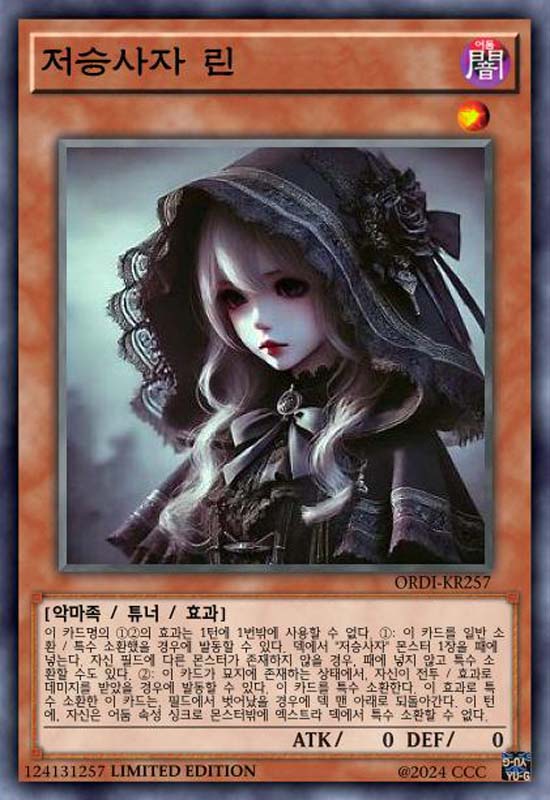 저승사자 린
어둠
闇
ORDI-KR257
[악마족 / 튜너 / 효과]
이 카드명의 ①②의 효과는 1턴에 1번밖에 사용할 수 없다. ①: 이 카드를 일반 소
환 / 특수 소환했을 경우에 발동할 수 있다. 덱에서 "저승사자" 몬스터 1장을 패에
넣는다. 자신 필드에 다른 몬스터가 존재하지 않을 경우, 패에 넣지 않고 특수 소
환할 수도 있다. ②: 이 카드가 묘지에 존재하는 상태에서, 자신이 전투 / 효과로
데미지를 받았을 경우에 발동할 수 있다. 이 카드를 특수 소환한다. 이 효과로 특
수 소환한 이 카드는, 필드에서 벗어났을 경우에 덱 맨 아래로 되돌아간다. 이 턴
에, 자신은 어둠 속성 싱크로 몬스터밖에 엑스트라 덱에서 특수 소환할 수 없다.
ATK/ 0 DEF/ 0
124131257 LIMITED EDITION @2024 CCC